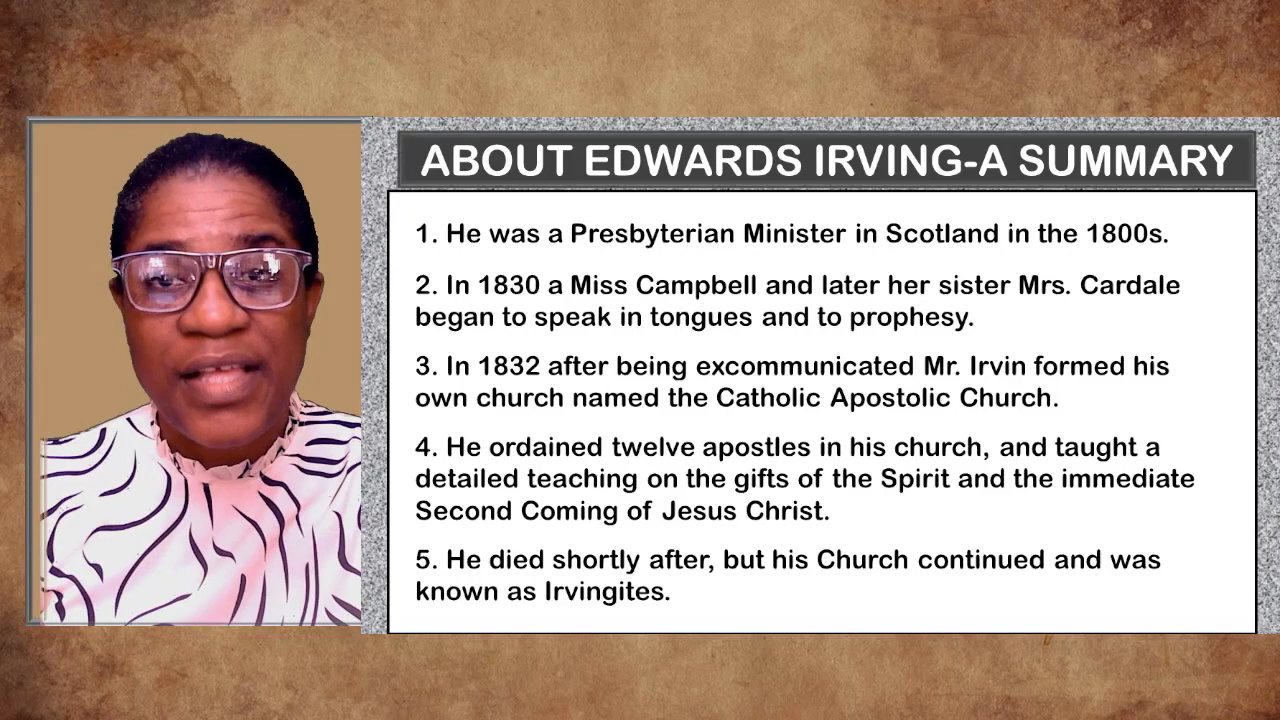 ABOUT EDWARDS IRVING-A SUMMARY
1. He was a Presbyterian Minister in Scotland in the 1800s.
2. In 1830 a Miss Campbell and later her sister Mrs. Cardale
began to speak in tongues and to prophesy.
3. In 1832 after being excommunicated Mr. Irvin formed his
own church named the Catholic Apostolic Church.
4. He ordained twelve apostles in his church, and taught a
detailed teaching on the gifts of the Spirit and the immediate
Second Coming of Jesus Christ.
5. He died shortly after, but his Church continued and was
known as Irvingites.